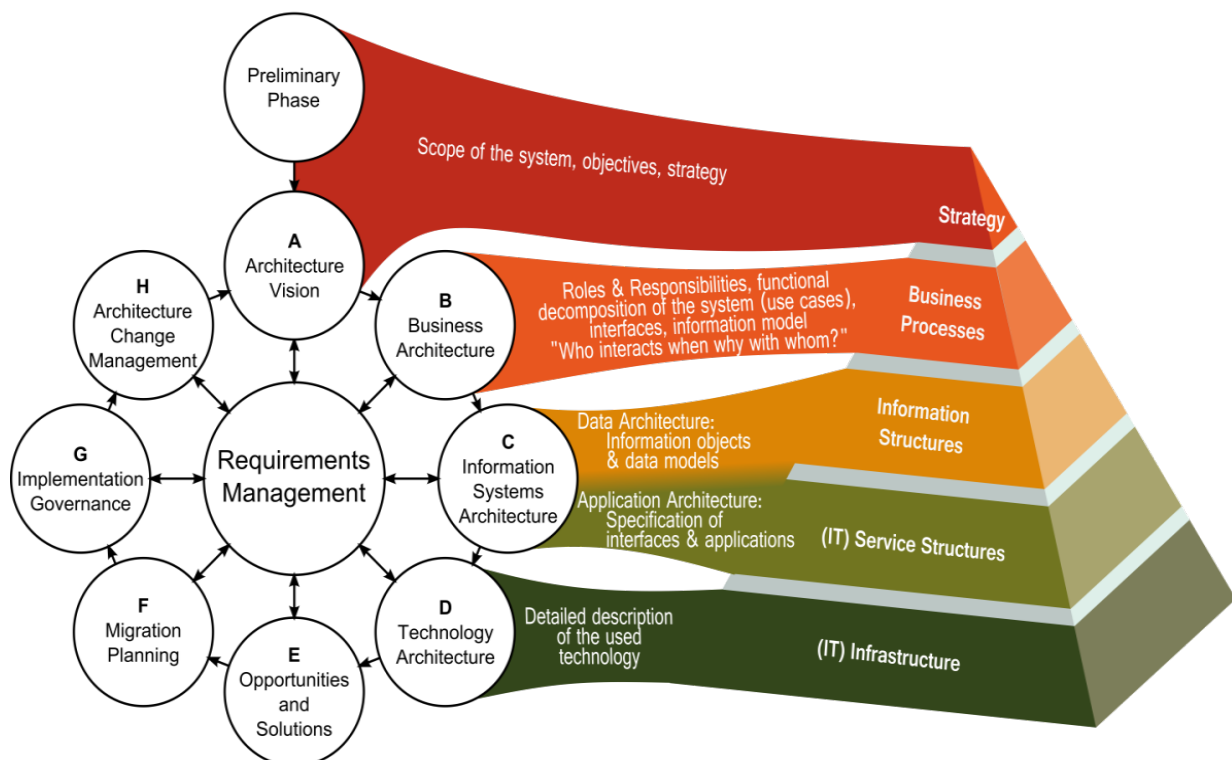 Preliminary
Phase
Scope of the system, objectives, strategy
Strategy
A
Architecture
Vision
H
Architecture
Change
Management
B
Business
Architecture
Roles & Responsibilities, functional
decomposition of the system (use cases),
interfaces, information model
"Who interacts when why with whom?"
Business
Processes
G
Implementation
Governance
Requirements
Management
C
Information
Systems
Architecture
Data Architecture:
Information objects
& data models
Information
Structures
Application Architecture:
Specification of
interfaces & applications
(IT) Service Structures
F
Migration
Planning
E
Opportunities
and
Solutions
D
Technology
Architecture
Detailed description
of the used
technology
(IT) Infrastructure